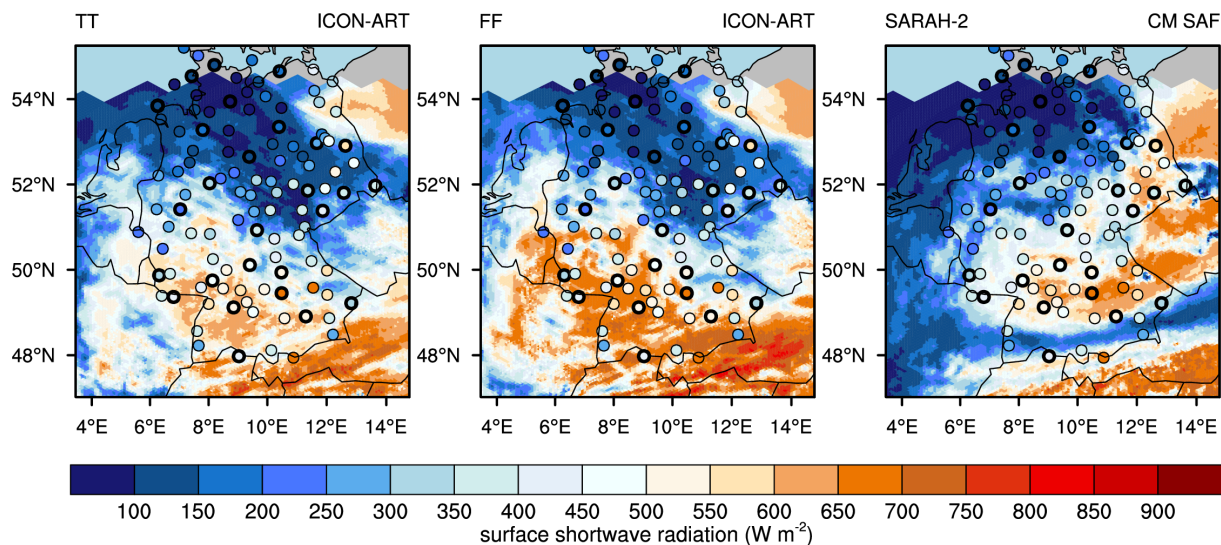 TT ICON-ART FF ICON-ART SARAH-2 CM SAF
54°N 54°N 54°N
52°N 52°N 52°N
50°N 50°N 50°N
48°N 48°N 48°N
4°E 6°E 8°E 10°E 12°E 14°E 4°E 6°E 8°E 10°E 12°E 14°E 4°E 6°E 8°E 10°E 12°E 14°E
100 150 200 250 300 350 400 450 500 550 600 650 700 750 800 850 900
surface shortwave radiation (W m⁻²)